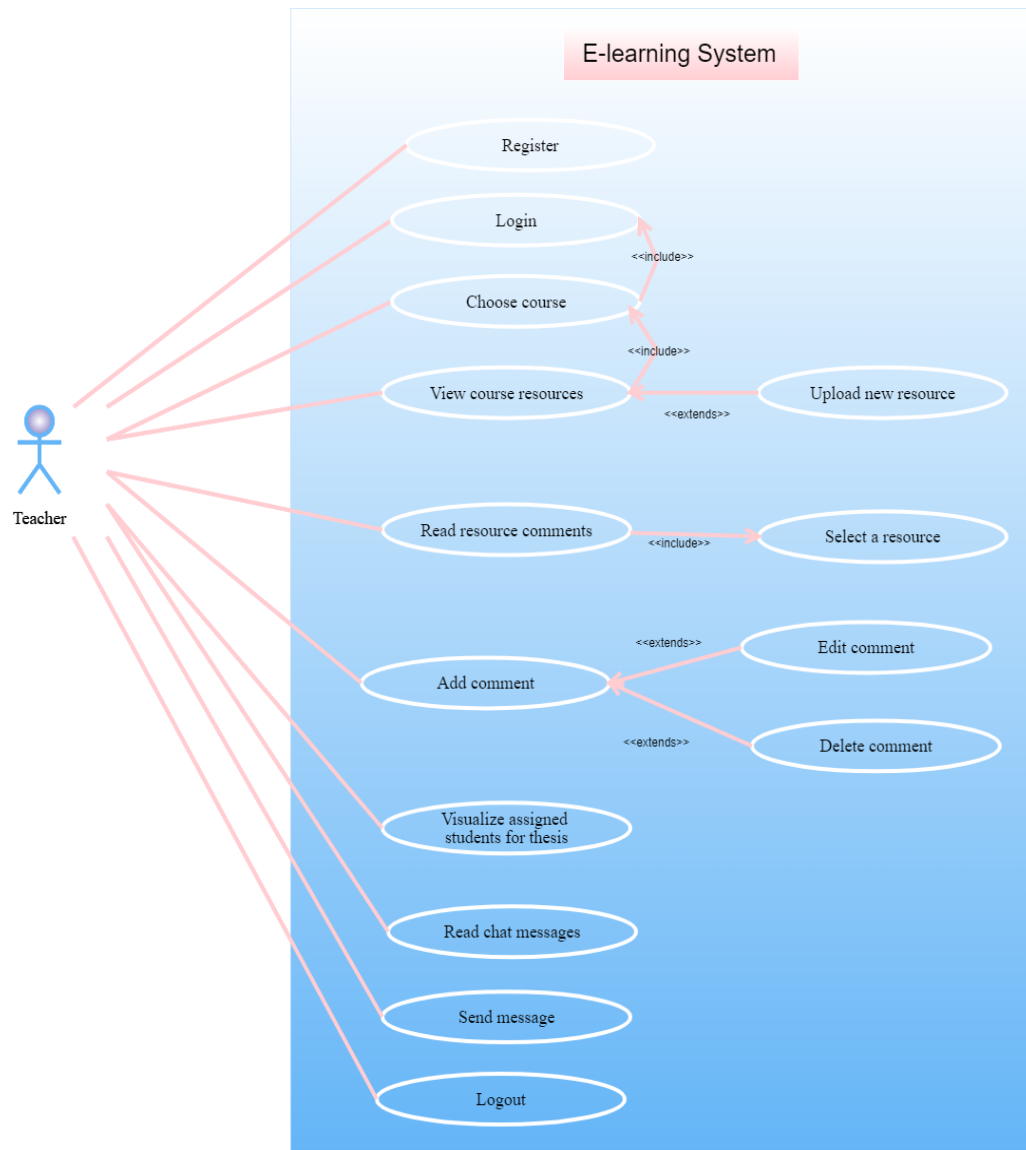 E-learning System
Register
Login
<<include>>
Choose course
<<include>>
View course resources
Upload new resource
<<extends>>
Teacher
Read resource comments
Select a resource
<<include>>
<<extends>>
Edit comment
Add comment
<<extends>>
Delete comment
Visualize assigned
students for thesis
Read chat messages
Send message
Logout